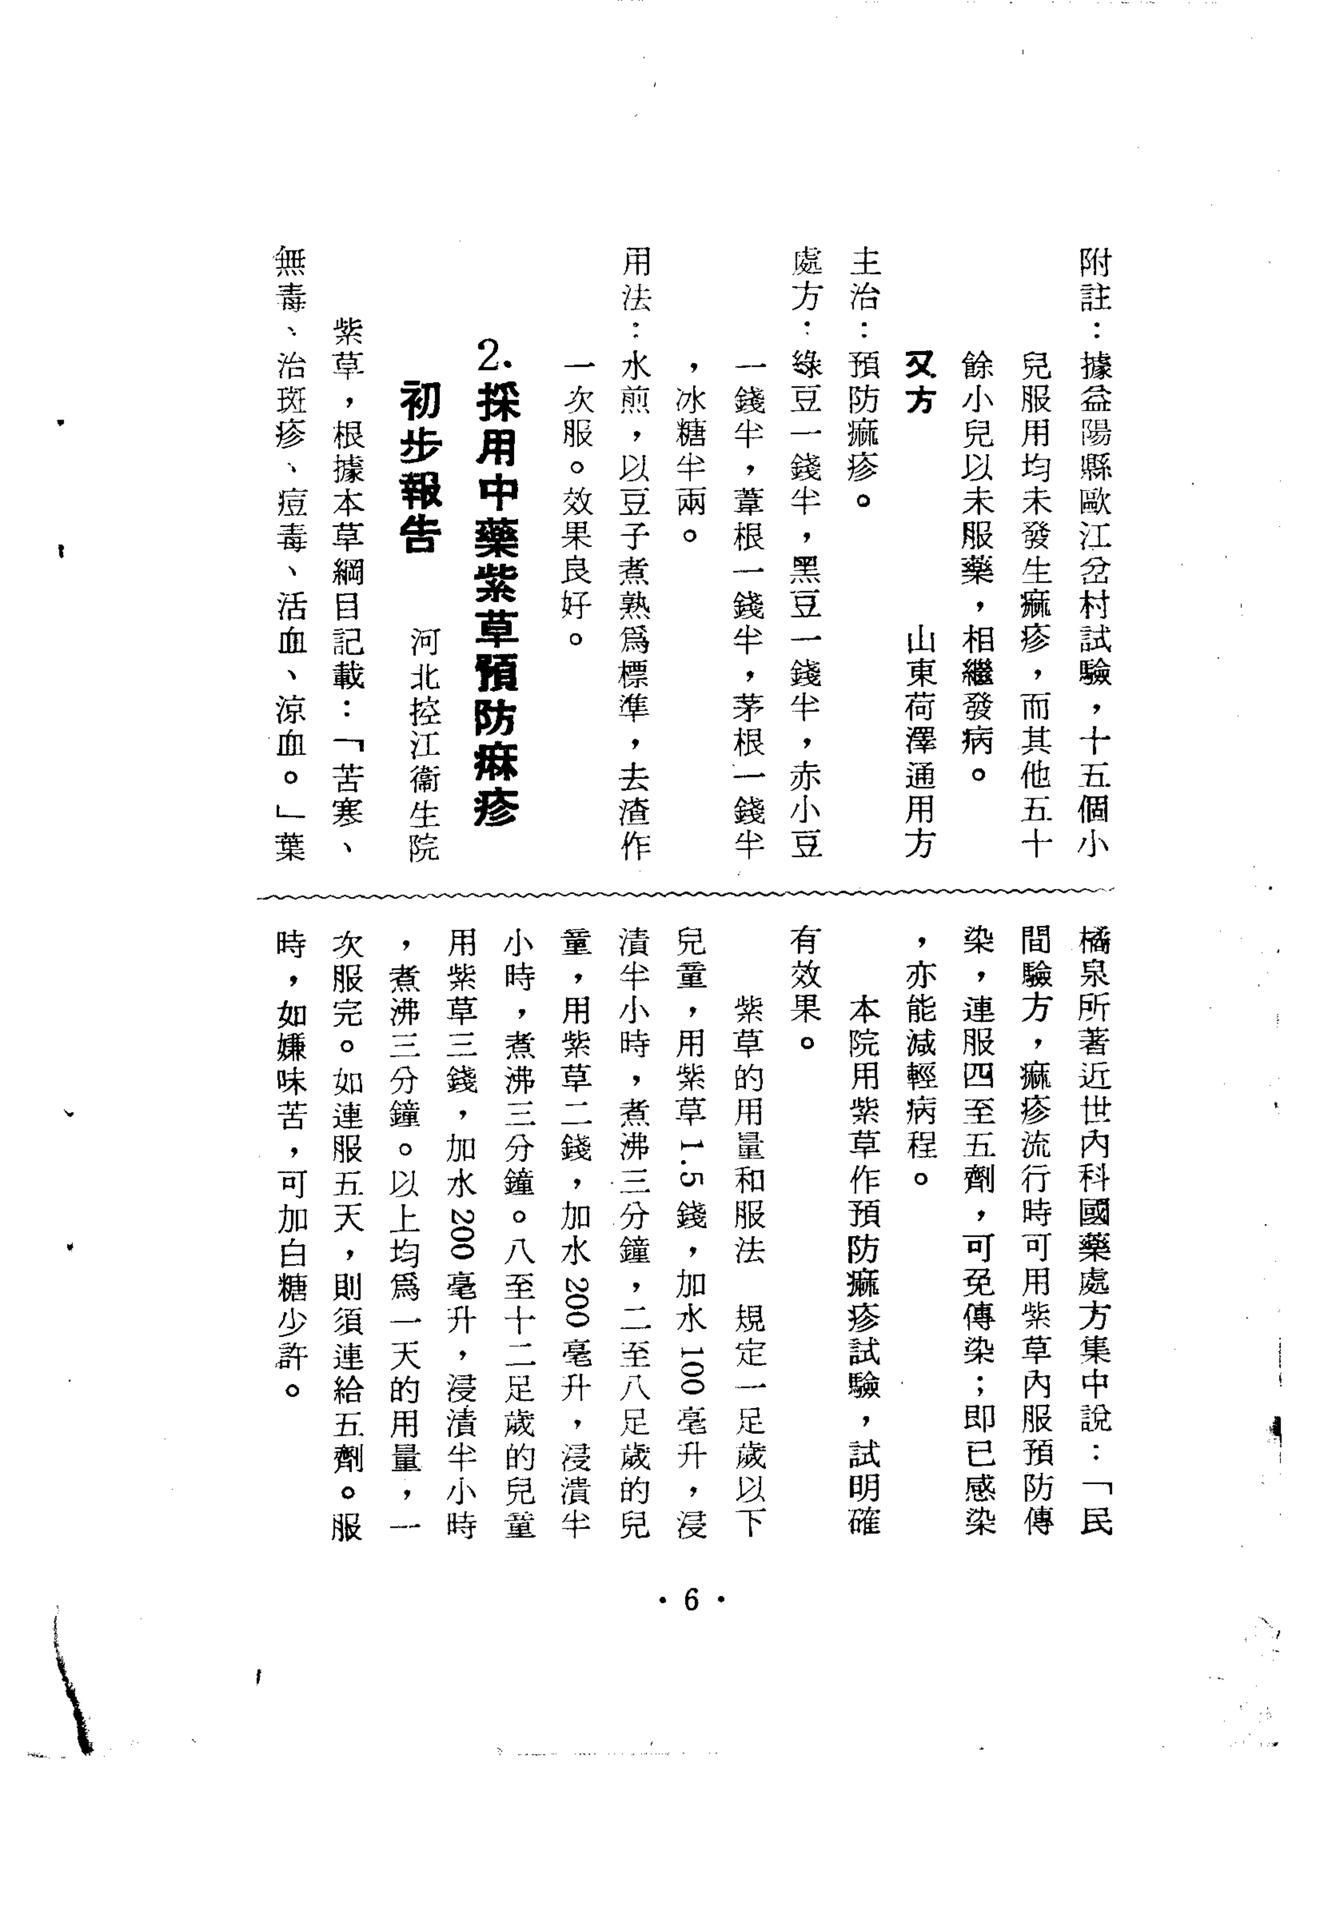 附註：據益陽縣歐江岔村試驗，十五個小
兒服用均未發生痲疹，而其他五十
餘小兒以未服藥，相繼發病。
又方　山東荷澤通用方
主治：預防痲疹。
處方：綠豆一錢半，黑豆一錢半，赤小豆
一錢半，葦根一錢半，茅根一錢半
，冰糖半兩。
用法：水煎，以豆子煮熟爲標準，去渣作
一次服。效果良好。
2.採用中藥紫草預防痳疹
初步報告　河北控江衞生院
紫草，根據本草綱目記載：「苦寒、
無毒、治斑疹、痘毒、活血、涼血。」葉
橘泉所著近世內科國藥處方集中說：「民
間驗方，痲疹流行時可用紫草內服預防傳
染，連服四至五劑，可免傳染；即已感染
，亦能減輕病程。
本院用紫草作預防痲疹試驗，試明確
有效果。
紫草的用量和服法　規定一足歲以下
兒童，用紫草1.5錢，加水100毫升，浸
漬半小時，煮沸三分鐘，二至八足歲的兒
童，用紫草二錢，加水200毫升，浸潰半
小時，煮沸三分鐘。八至十二足歲的兒童
用紫草三錢，加水200毫升，浸漬半小時
，煮沸三分鐘。以上均爲一天的用量，一
次服完。如連服五天，則須連給五劑。服
時，如嫌味苦，可加白糖少許。
• 6 •